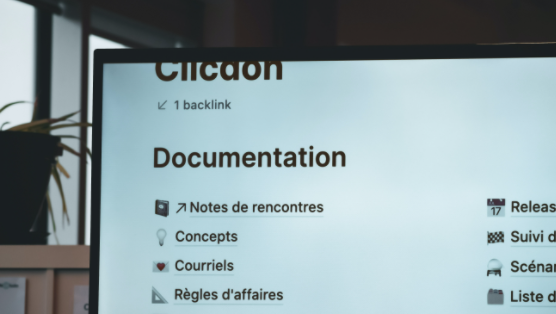 Clicdon
1 backlink
Documentation
Notes de rencontres
Concepts
Courriels
Règles d'affaires
17 Releas
Suivi d
Scénar
Liste d